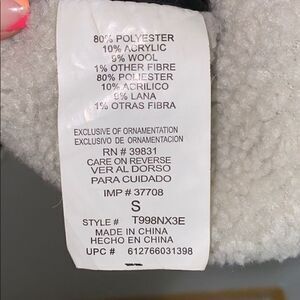 80% POLYESTER
10% ACRYLIC
9% WOOL
1% OTHER FIBRE
80% POLIESTER
10% ACRILICO
9% LANA
1% OTRAS FIBRA
EXCLUSIVE OF ORNAMENTATION
EXCLUSIVO DE ORNAMENTACION
RN # 39831
CARE ON REVERSE
VER AL DORSO
PARA CUIDADO
IMP # 37708
S
STYLE # T998NX3E
MADE IN CHINA
HECHO EN CHINA
UPC # 612766031398